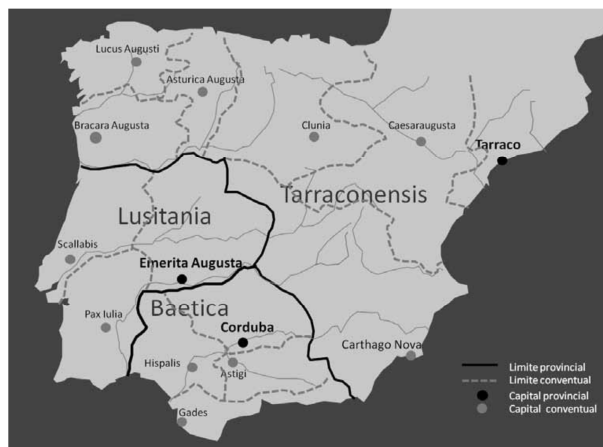 Lucus Augusti
Asturica Augusta
Bracara Augusta
Clunia
Caesaraugusta
Tarraco
Tarraconensis
Lusitania
Scallabis
Emerita Augusta
Baetica
Pax Iulia
Corduba
Carthago Nova
Hispalis
Astigi
Gades
Limite provincial
Limite conventual
Capital provincial
Capital conventual